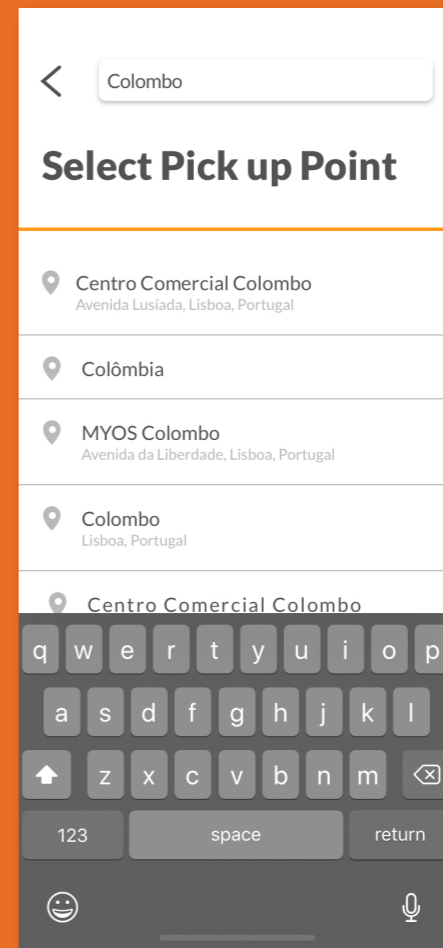 Colombo
Select Pick up Point
Centro Comercial Colombo
Avenida Lusíada, Lisboa, Portugal
Colômbia
MYOS Colombo
Avenida da Liberdade, Lisboa, Portugal
Colombo
Lisboa, Portugal
Centro Comercial Colombo
q w e r t y u i o p
a s d f g h j k l
z x c v b n m
123 space return